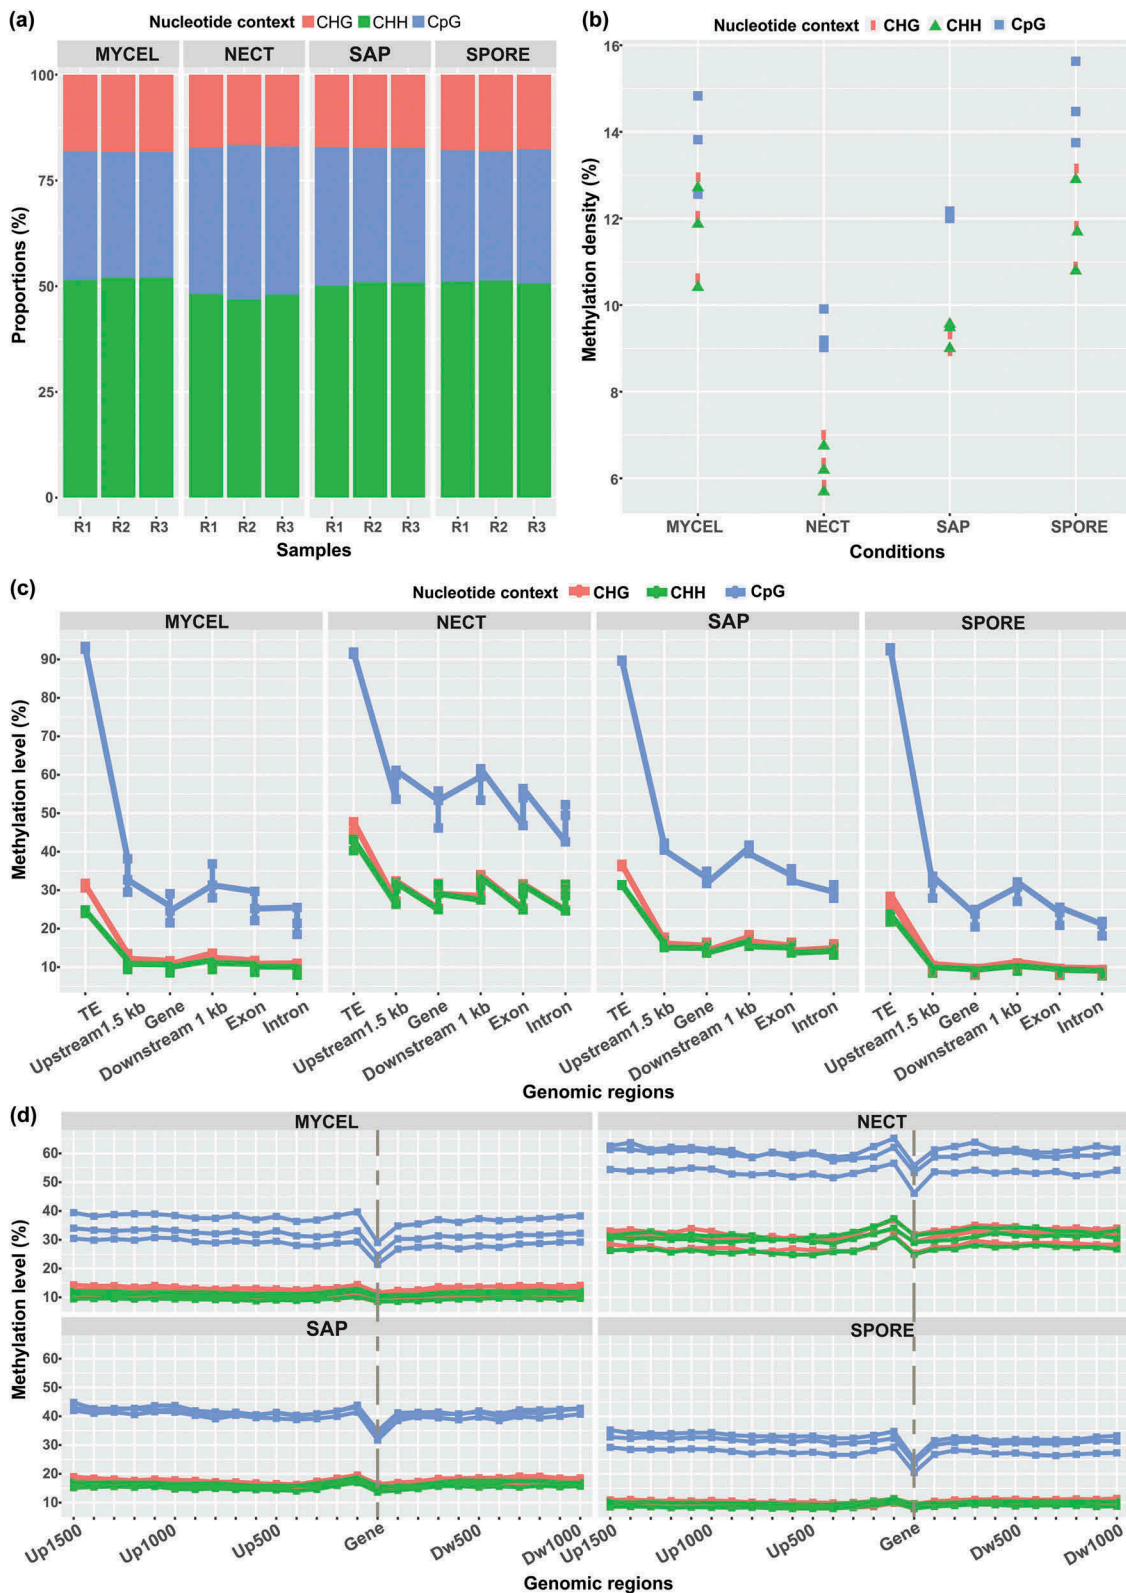 (a) Nucleotide context CHG CHH CpG
MYCEL NECT SAP SPORE
100
75
50
25
0
Proportions (%)
R1 R2 R3 R1 R2 R3 R1 R2 R3 R1 R2 R3
Samples
(b) Nucleotide context CHG CHH CpG
16
14
12
10
8
6
Methylation density (%)
MYCEL NECT SAP SPORE
Conditions
(c) Nucleotide context CHG CHH CpG
MYCEL NECT SAP SPORE
90
80
70
60
50
40
30
20
10
Methylation level (%)
TE Upstream1.5 kb Gene Downstream 1 kb Exon Intron TE Upstream1.5 kb Gene Downstream 1 kb Exon Intron TE Upstream1.5 kb Gene Downstream 1 kb Exon Intron TE Upstream1.5 kb Gene Downstream 1 kb Exon Intron
Genomic regions
(d)
MYCEL NECT
60
50
40
30
20
10
Methylation level (%)
SAP SPORE
60
50
40
30
20
10
Up1500 Up1000 Up500 Gene Dw500 Dw1000 Up1500 Up1000 Up500 Gene Dw500 Dw1000
Genomic regions